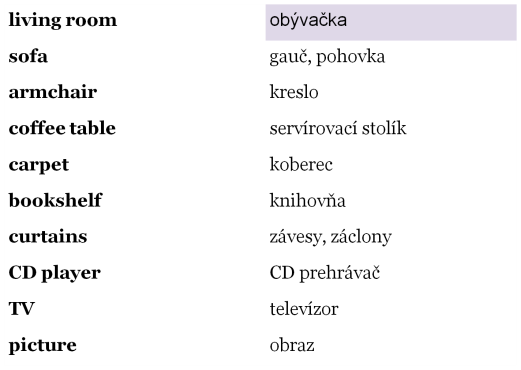 living room obývačka
sofa gauč, pohovka
armchair kreslo
coffee table servírovací stolík
carpet koberec
bookshelf knihovňa
curtains závesy, záclony
CD player CD prehrávač
TV televízor
picture obraz